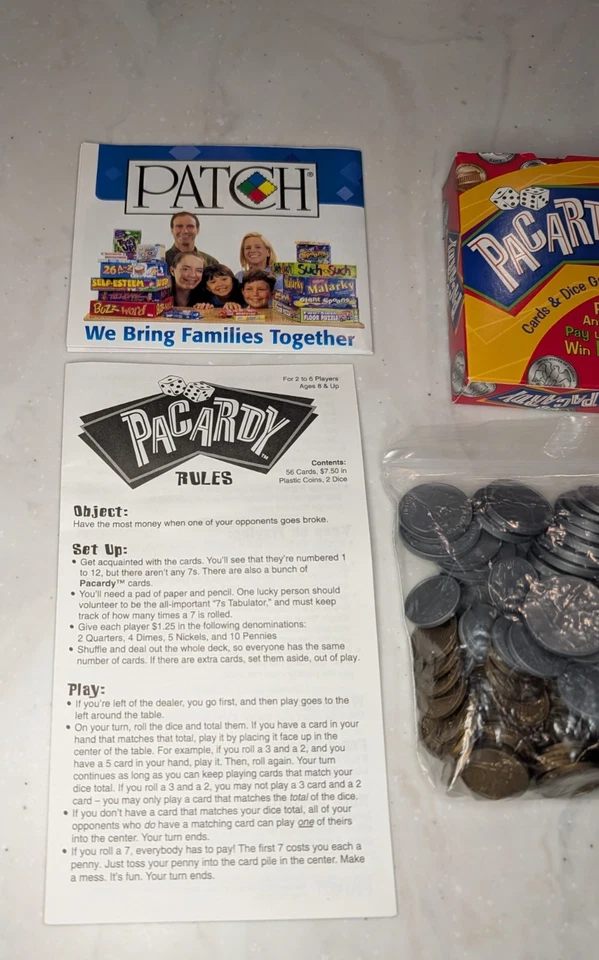 PATCH®
26 A-Z
SELF-ESTEEM
Buzz Word
Such & Such
Malarky
Malarky
Giant Spoons
FLOOR PUZZLE
We Bring Families Together
For 2 to 6 Players
Ages 8 & Up
PACARDY™
RULES
Contents:
56 Cards, $7.50 in
Plastic Coins, 2 Dice
Object:
Have the most money when one of your opponents goes broke.
Set Up:
• Get acquainted with the cards. You'll see that they're numbered 1
to 12, but there aren't any 7s. There are also a bunch of
Pacardy™ cards.
• You'll need a pad of paper and pencil. One lucky person should
volunteer to be the all-important "7s Tabulator," and must keep
track of how many times a 7 is rolled.
• Give each player $1.25 in the following denominations:
2 Quarters, 4 Dimes, 5 Nickels, and 10 Pennies
• Shuffle and deal out the whole deck, so everyone has the same
number of cards. If there are extra cards, set them aside, out of play.
Play:
• If you're left of the dealer, you go first, and then play goes to the
left around the table.
• On your turn, roll the dice and total them. If you have a card in your
hand that matches that total, play it by placing it face up in the
center of the table. For example, if you roll a 3 and a 2, and you
have a 5 card in your hand, play it. Then, roll again. Your turn
continues as long as you can keep playing cards that match your
dice total. If you roll a 3 and a 2, you may not play a 3 card and a 2
card – you may only play a card that matches the total of the dice.
• If you don't have a card that matches your dice total, all of your
opponents who do have a matching card can play one of theirs
into the center. Your turn ends.
• If you roll a 7, everybody has to pay! The first 7 costs you each a
penny. Just toss your penny into the card pile in the center. Make
a mess. It's fun. Your turn ends.
PACARD
Cards & Dice G
An
Pay
Win